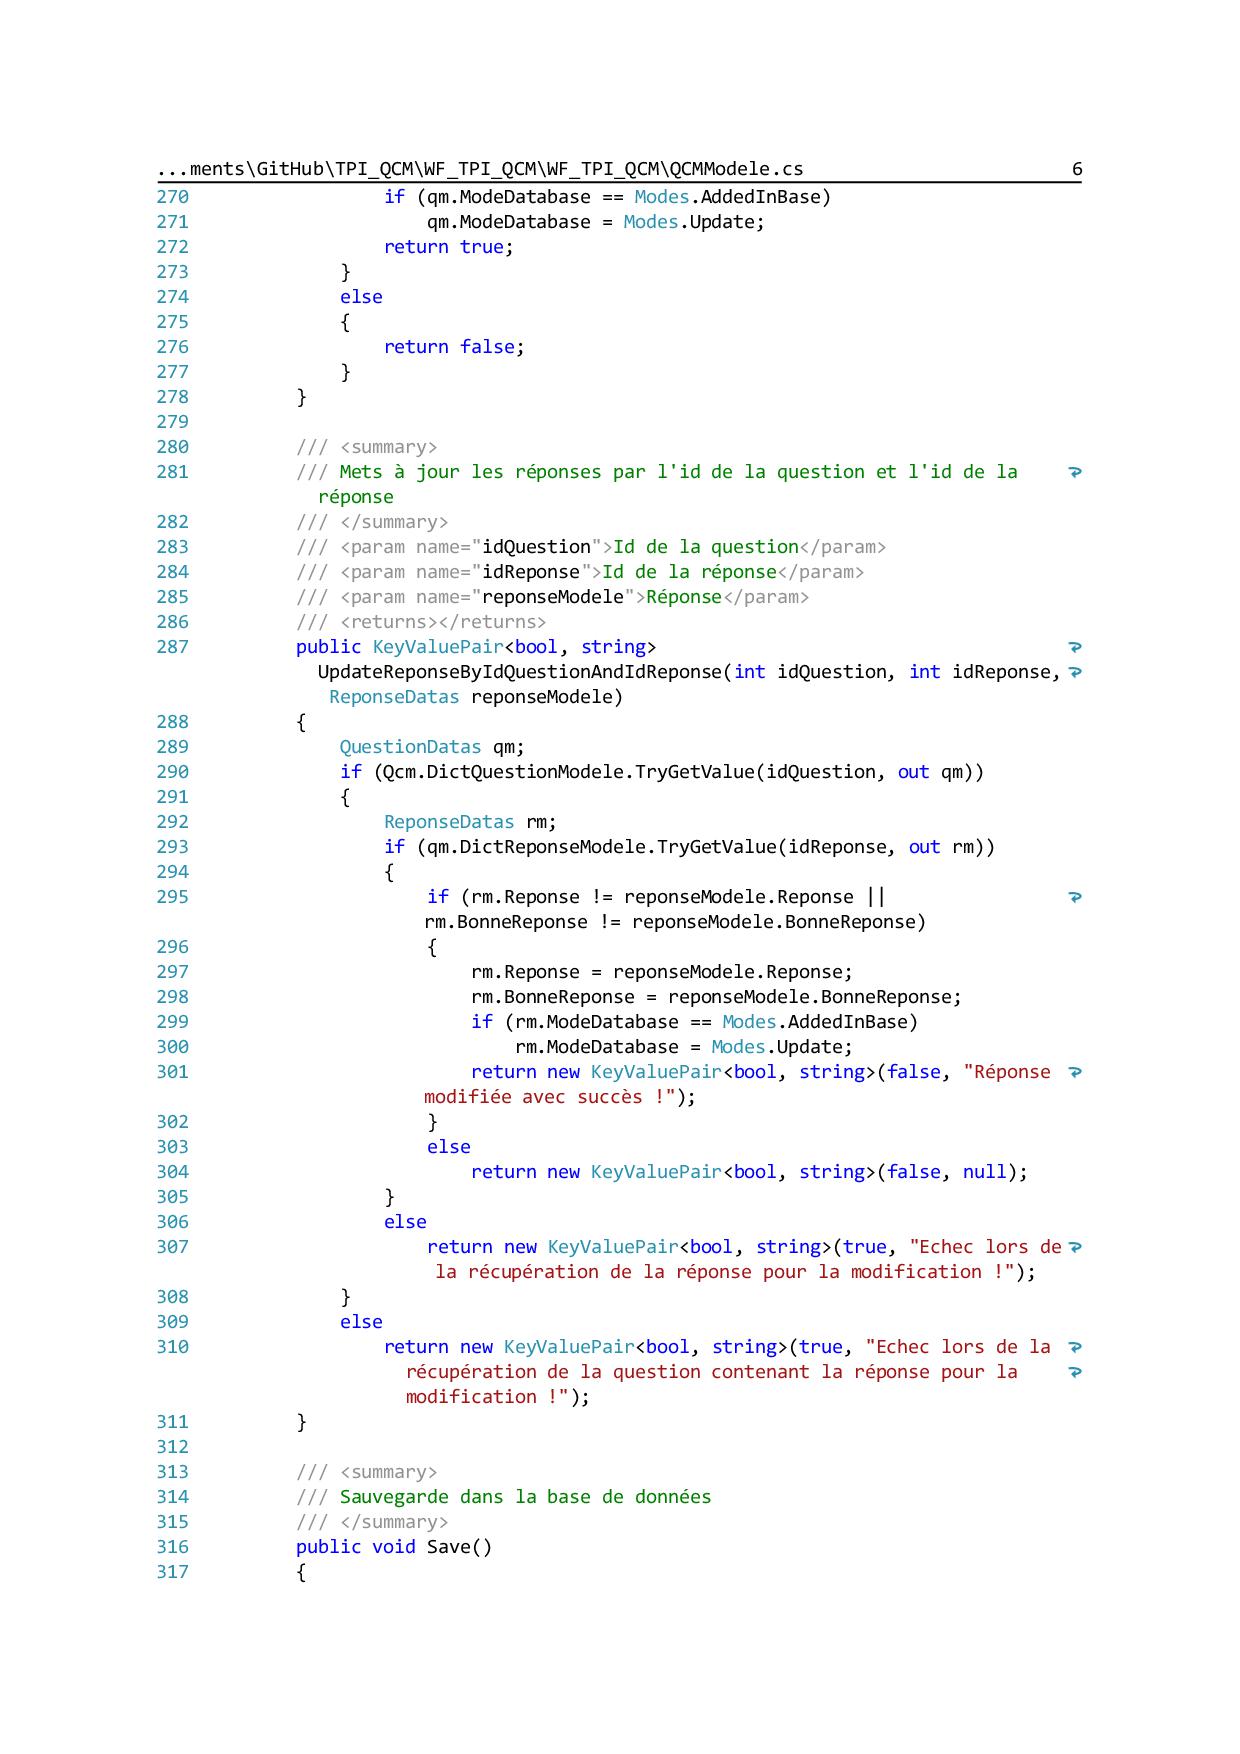 ...ments\GitHub\TPI_QCM\WF_TPI_QCM\WF_TPI_QCM\QCMModele.cs 6
270 if (qm.ModeDatabase == Modes.AddedInBase)
271 qm.ModeDatabase = Modes.Update;
272 return true;
273 }
274 else
275 {
276 return false;
277 }
278 }
279
280 /// <summary>
281 /// Mets à jour les réponses par l'id de la question et l'id de la
réponse
282 /// </summary>
283 /// <param name="idQuestion">Id de la question</param>
284 /// <param name="idReponse">Id de la réponse</param>
285 /// <param name="reponseModele">Réponse</param>
286 /// <returns></returns>
287 public KeyValuePair<bool, string>
UpdateReponseByIdQuestionAndIdReponse(int idQuestion, int idReponse,
ReponseDatas reponseModele)
288 {
289 QuestionDatas qm;
290 if (Qcm.DictQuestionModele.TryGetValue(idQuestion, out qm))
291 {
292 ReponseDatas rm;
293 if (qm.DictReponseModele.TryGetValue(idReponse, out rm))
294 {
295 if (rm.Reponse != reponseModele.Reponse ||
rm.BonneReponse != reponseModele.BonneReponse)
296 {
297 rm.Reponse = reponseModele.Reponse;
298 rm.BonneReponse = reponseModele.BonneReponse;
299 if (rm.ModeDatabase == Modes.AddedInBase)
300 rm.ModeDatabase = Modes.Update;
301 return new KeyValuePair<bool, string>(false, "Réponse
modifiée avec succès !");
302 }
303 else
304 return new KeyValuePair<bool, string>(false, null);
305 }
306 else
307 return new KeyValuePair<bool, string>(true, "Echec lors de
la récupération de la réponse pour la modification !");
308 }
309 else
310 return new KeyValuePair<bool, string>(true, "Echec lors de la
récupération de la question contenant la réponse pour la
modification !");
311 }
312
313 /// <summary>
314 /// Sauvegarde dans la base de données
315 /// </summary>
316 public void Save()
317 {